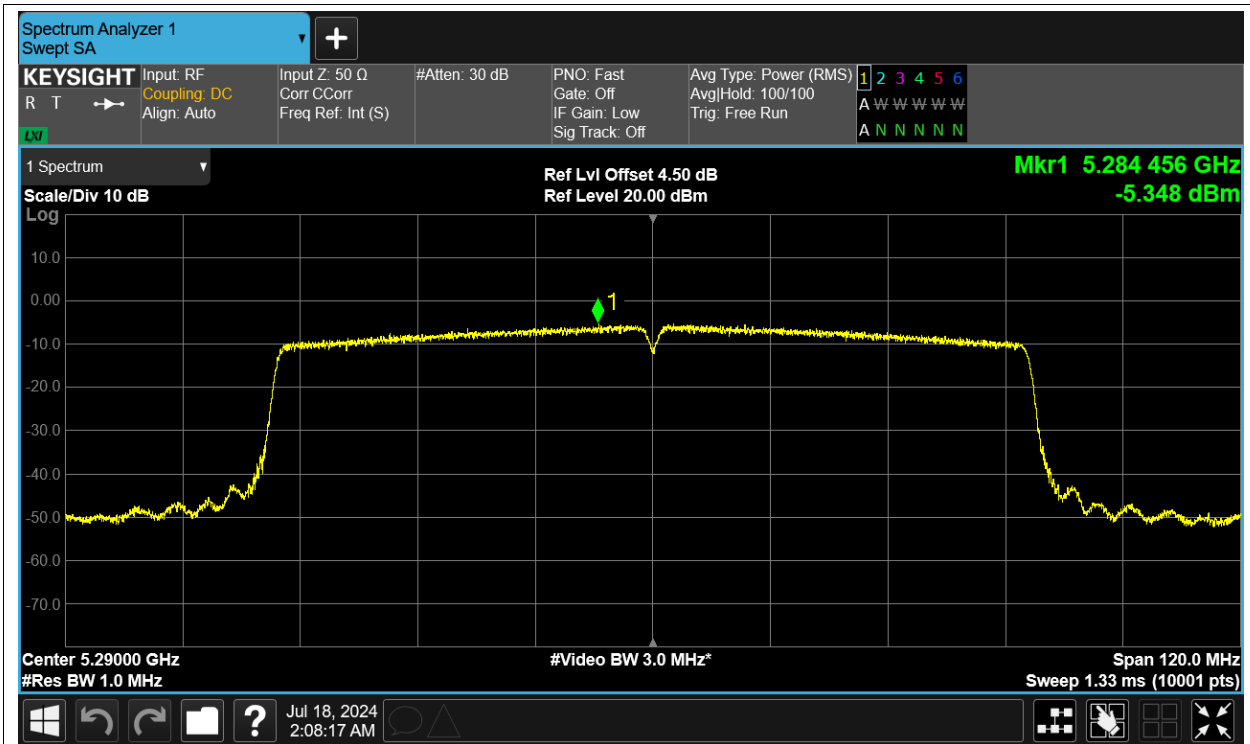 Spectrum Analyzer 1
Swept SA
+
KEYSIGHT
R T
LXI
Input: RF
Coupling: DC
Align: Auto
Input Z: 50 Ω
Corr CCorr
Freq Ref: Int (S)
#Atten: 30 dB
PNO: Fast
Gate: Off
IF Gain: Low
Sig Track: Off
Avg Type: Power (RMS)
Avg|Hold: 100/100
Trig: Free Run
1 2 3 4 5 6
A W W W W W
A N N N N N
1 Spectrum
Scale/Div 10 dB
Ref Lvl Offset 4.50 dB
Ref Level 20.00 dBm
Mkr1 5.284 456 GHz
-5.348 dBm
Log
10.0
0.00
-10.0
-20.0
-30.0
-40.0
-50.0
-60.0
-70.0
1
Center 5.29000 GHz
#Video BW 3.0 MHz*
Span 120.0 MHz
#Res BW 1.0 MHz
Sweep 1.33 ms (10001 pts)
?
Jul 18, 2024
2:08:17 AM